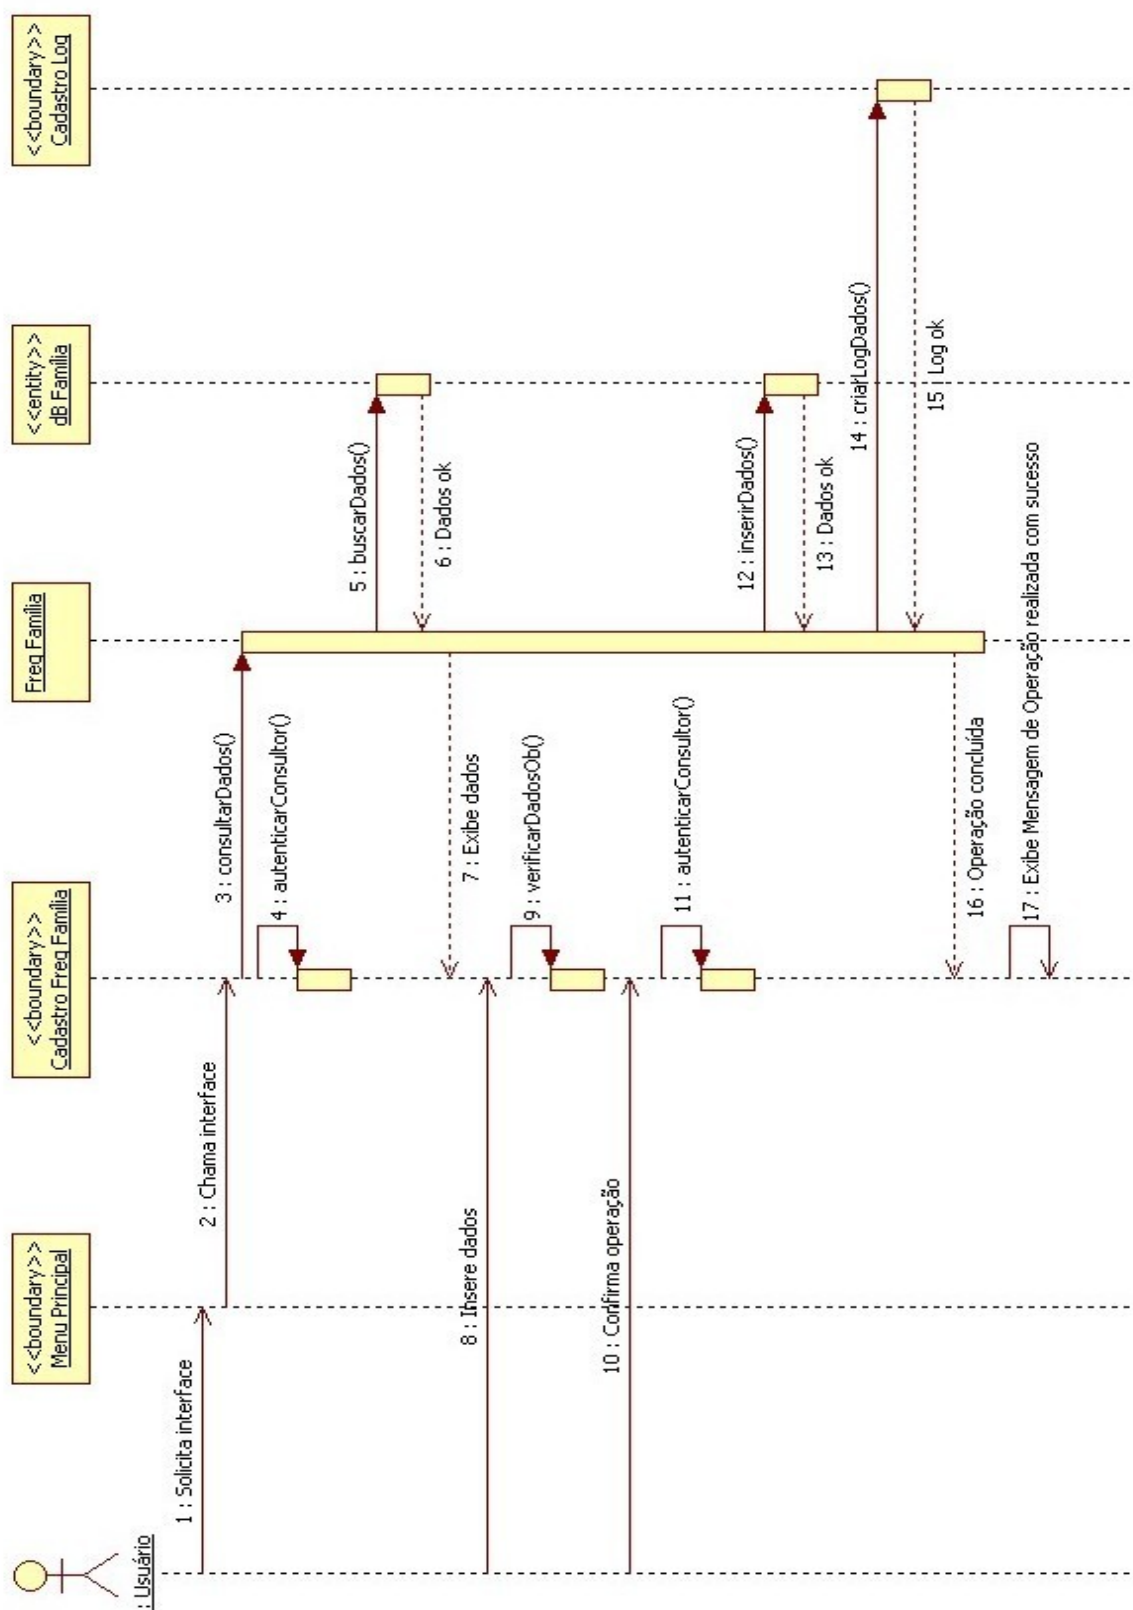 : Usuário
<<boundary>>
Menu Principal
<<boundary>>
Cadastro Freq Família
Freq Família
<<entity>>
dB Família
<<boundary>>
Cadastro Log
1 : Solicita interface
2 : Chama interface
3 : consultarDados()
4 : autenticarConsultor()
5 : buscarDados()
6 : Dados ok
7 : Exibe dados
8 : Insere dados
9 : verificarDadosOb()
10 : Confirma operação
11 : autenticarConsultor()
12 : inserirDados()
13 : Dados ok
14 : criarLogDados()
15 : Log ok
16 : Operação concluída
17 : Exibe Mensagem de Operação realizada com sucesso